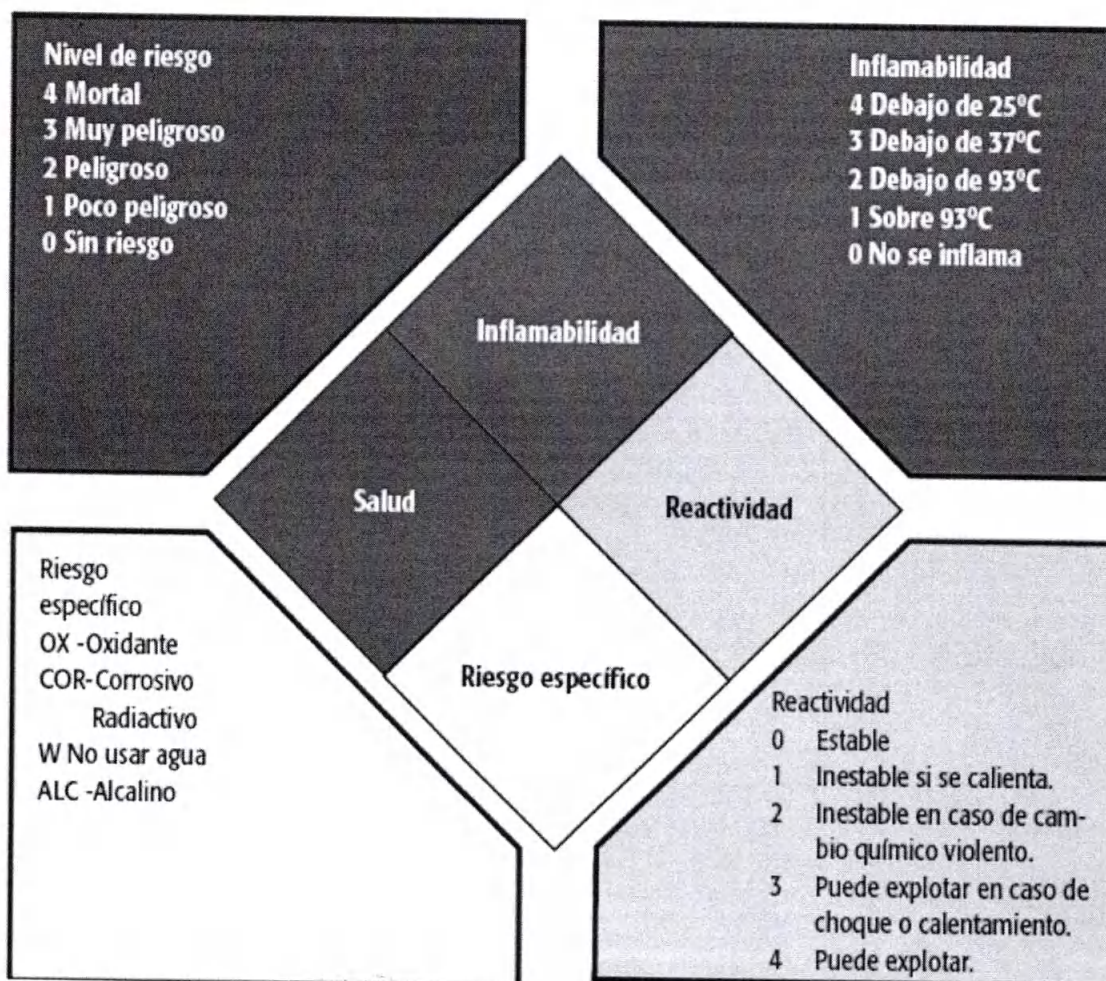 Nivel de riesgo
4 Mortal
3 Muy peligroso
2 Peligroso
1 Poco peligroso
0 Sin riesgo
Inflamabilidad
4 Debajo de 25ºC
3 Debajo de 37ºC
2 Debajo de 93ºC
1 Sobre 93ºC
0 No se inflama
Inflamabilidad
Salud
Reactividad
Riesgo específico
Riesgo
específico
OX -Oxidante
COR-Corrosivo
Radiactivo
W No usar agua
ALC -Alcalino
Reactividad
0 Estable
1 Inestable si se calienta.
2 Inestable en caso de cam-
bio químico violento.
3 Puede explotar en caso de
choque o calentamiento.
4 Puede explotar.